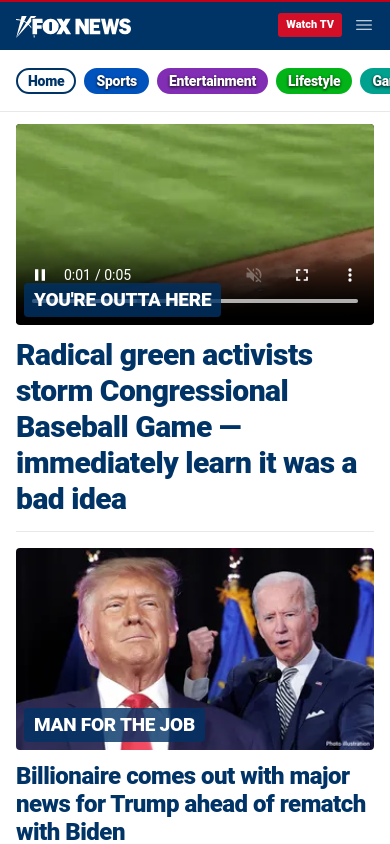 FOX NEWS
Watch TV
Home
Sports
Entertainment
Lifestyle
0:01 / 0:05
YOU'RE OUTTA HERE
Radical green activists
storm Congressional
Baseball Game —
immediately learn it was a
bad idea
MAN FOR THE JOB
Photo Illustration
Billionaire comes out with major
news for Trump ahead of rematch
with Biden